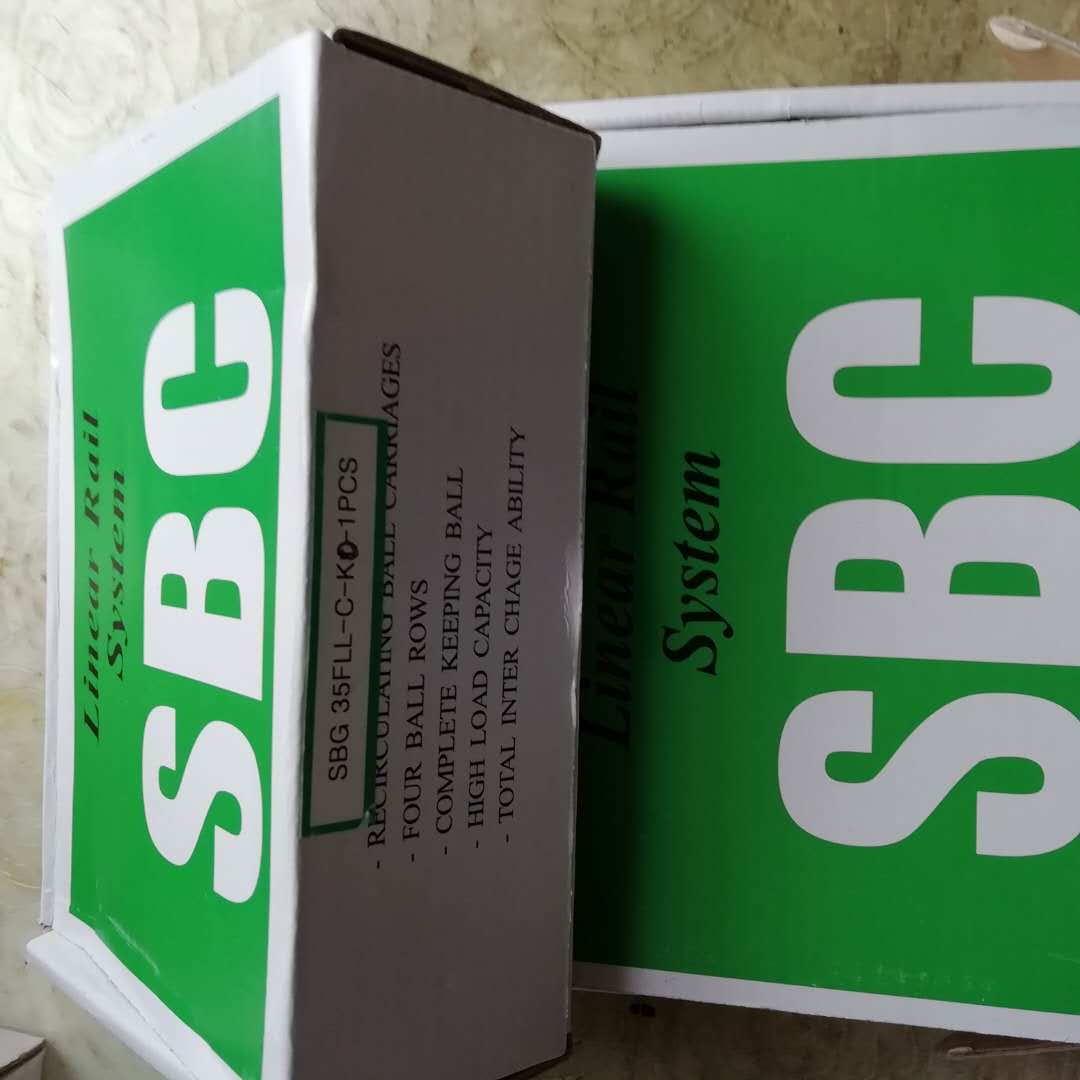 Linear Rail
System
SBC
SBG 35FLL-C-K0-1PCS
- RECIRCULATING BALL CARRIAGES
- FOUR BALL ROWS
- COMPLETE KEEPING BALL
- HIGH LOAD CAPACITY
- TOTAL INTER CHAGE ABILITY
Linear Rail
System
SBC